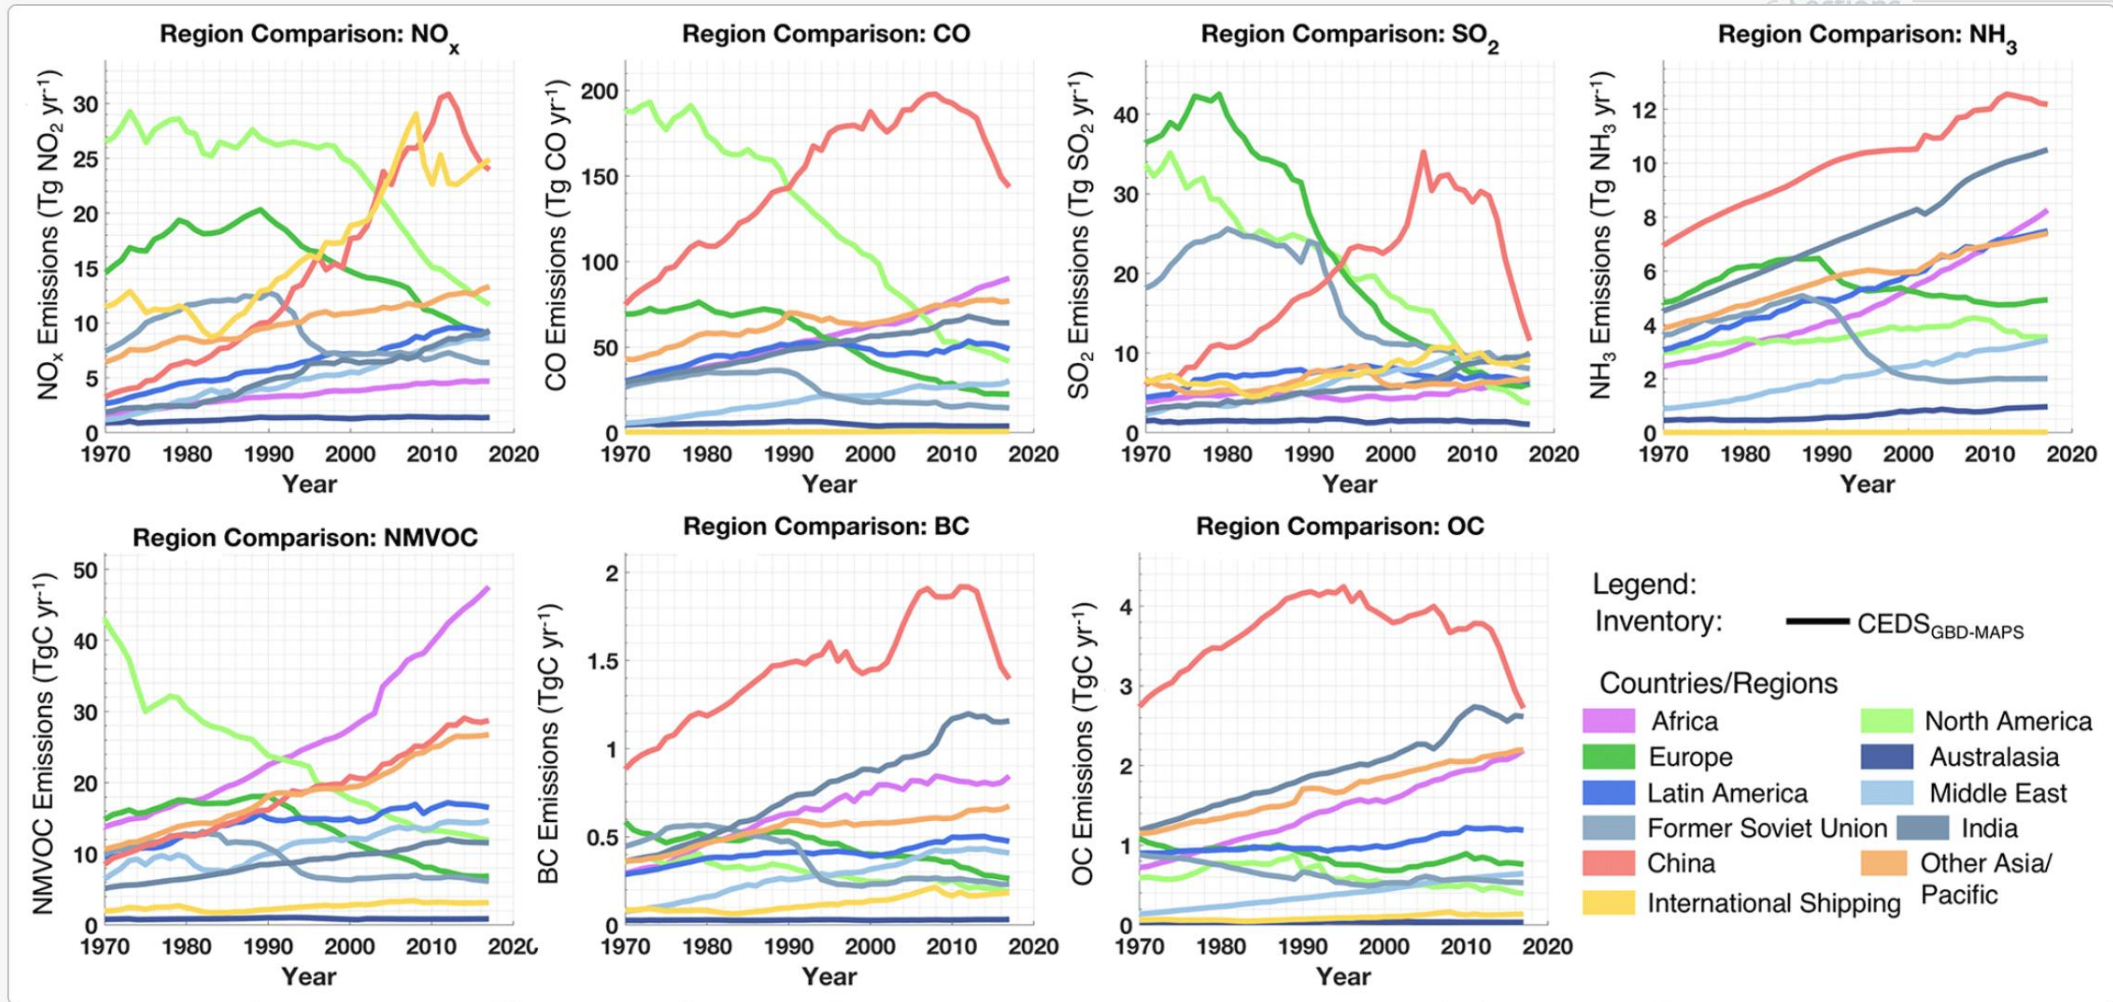 Region Comparison: NOx
NOx Emissions (Tg NO2 yr-1)
30
25
20
15
10
5
0
1970 1980 1990 2000 2010 2020
Year
Region Comparison: CO
CO Emissions (Tg CO yr-1)
200
150
100
50
0
1970 1980 1990 2000 2010 2020
Year
Region Comparison: SO2
SO2 Emissions (Tg SO2 yr-1)
40
30
20
10
0
1970 1980 1990 2000 2010 2020
Year
Region Comparison: NH3
NH3 Emissions (Tg NH3 yr-1)
12
10
8
6
4
2
0
1970 1980 1990 2000 2010 2020
Year
Region Comparison: NMVOC
NMVOC Emissions (TgC yr-1)
50
40
30
20
10
0
1970 1980 1990 2000 2010 2020
Year
Region Comparison: BC
BC Emissions (TgC yr-1)
2
1.5
1
0.5
0
1970 1980 1990 2000 2010 2020
Year
Region Comparison: OC
OC Emissions (TgC yr-1)
4
3
2
1
0
1970 1980 1990 2000 2010 2020
Year
Legend:
Inventory: CEDSGBD-MAPS
Countries/Regions
Africa North America
Europe Australasia
Latin America Middle East
Former Soviet Union India
China Other Asia/
Pacific
International Shipping